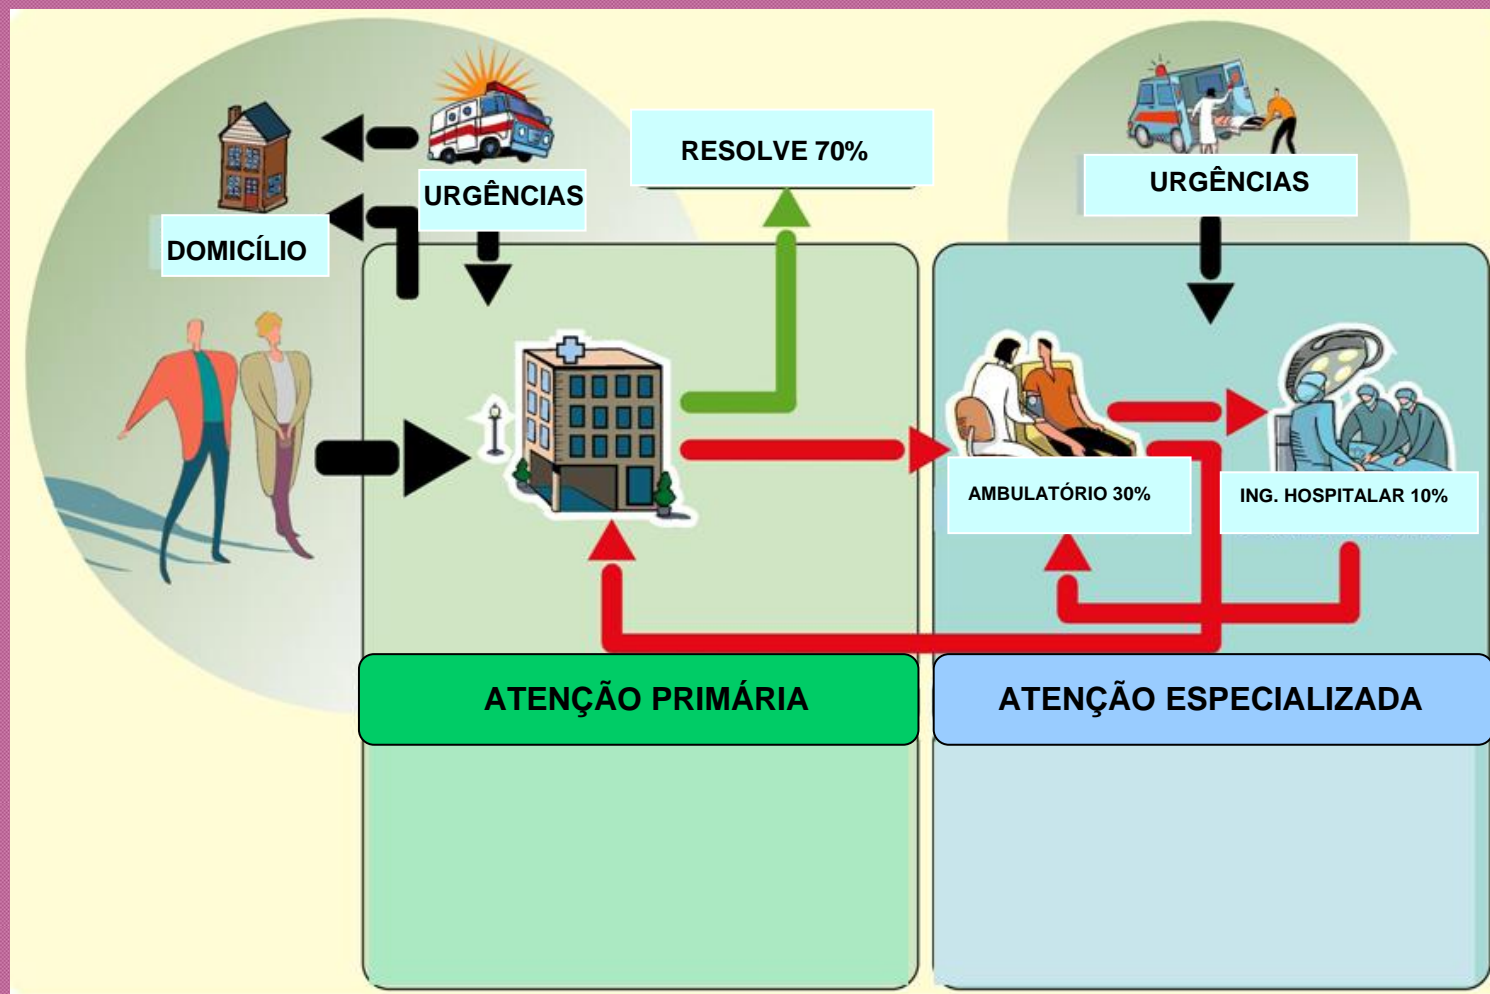 RESOLVE 70%
URGÊNCIAS
URGÊNCIAS
DOMICÍLIO
AMBULATÓRIO 30%
ING. HOSPITALAR 10%
ATENÇÃO PRIMÁRIA
ATENÇÃO ESPECIALIZADA